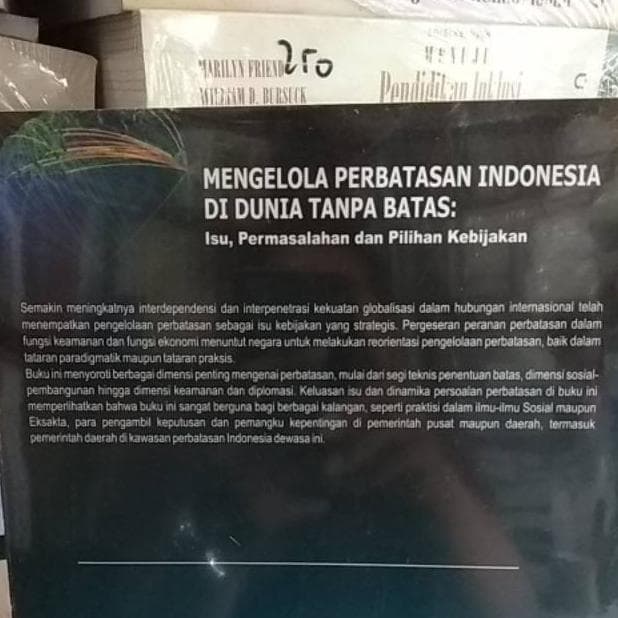 MARILYN FRIEND
250
WILLIAM D. BURSUCK
MENUJU
Pendidikan Inklusi
MENGELOLA PERBATASAN INDONESIA
DI DUNIA TANPA BATAS:
Isu, Permasalahan dan Pilihan Kebijakan
Semakin meningkatnya interdependensi dan interpenetrasi kekuatan globalisasi dalam hubungan internasional telah
menempatkan pengelolaan perbatasan sebagai isu kebijakan yang strategis. Pergeseran peranan perbatasan dalam
fungsi keamanan dan fungsi ekonomi menuntut negara untuk melakukan reorientasi pengelolaan perbatasan, baik dalam
tataran paradigmatik maupun tataran praksis.
Buku ini menyoroti berbagai dimensi penting mengenai perbatasan, mulai dari segi teknis penentuan batas, dimensi sosial-
pembangunan hingga dimensi keamanan dan diplomasi. Keluasan isu dan dinamika persoalan perbatasan di buku ini
memperlihatkan bahwa buku ini sangat berguna bagi berbagai kalangan, seperti praktisi dalam ilmu-ilmu Sosial maupun
Eksakta, para pengambil keputusan dan pemangku kepentingan di pemerintah pusat maupun daerah, termasuk
pemerintah daerah di kawasan perbatasan Indonesia dewasa ini.